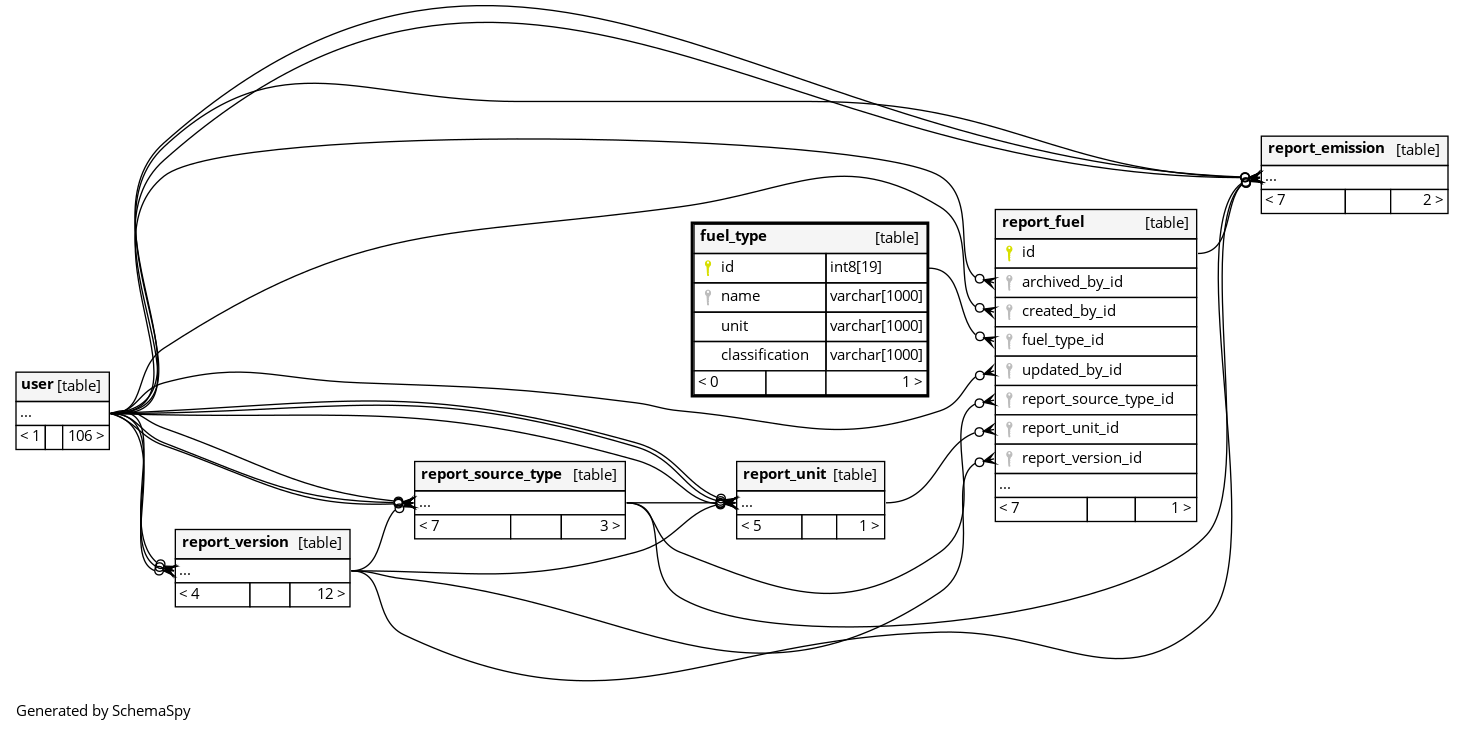 report_emission [table]
...
< 7 2 >
report_fuel [table]
id
archived_by_id
created_by_id
fuel_type_id
updated_by_id
report_source_type_id
report_unit_id
report_version_id
...
< 7 1 >
fuel_type [table]
id int8[19]
name varchar[1000]
unit varchar[1000]
classification varchar[1000]
< 0 1 >
user [table]
...
< 1 106 >
report_source_type [table]
...
< 7 3 >
report_unit [table]
...
< 5 1 >
report_version [table]
...
< 4 12 >
Generated by SchemaSpy